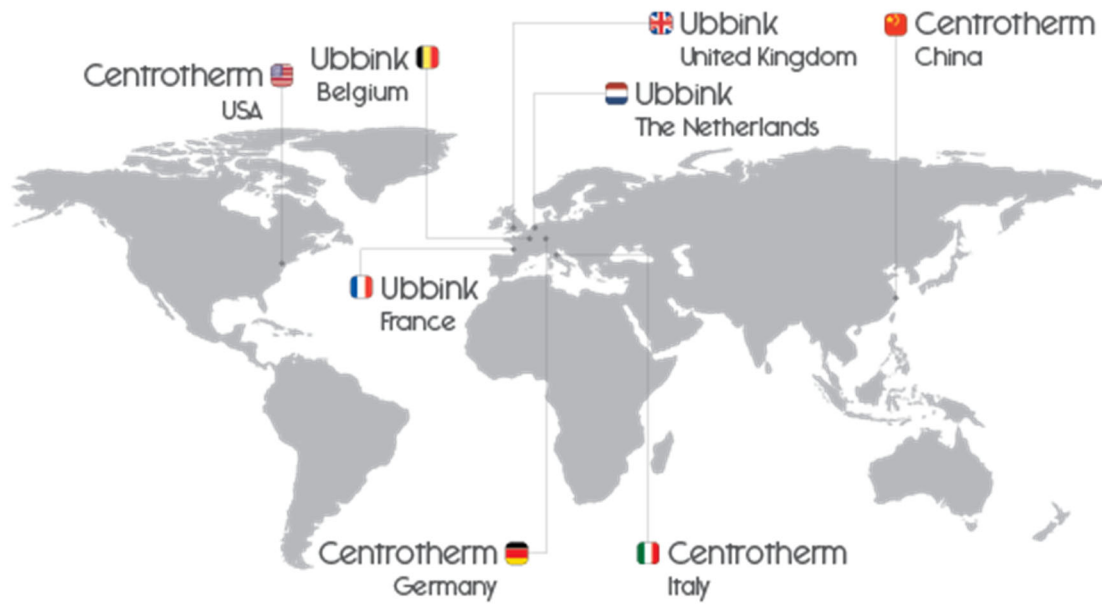 Ubbink
United Kingdom
Centrotherm
China
Ubbink
Belgium
Centrotherm
USA
Ubbink
The Netherlands
Ubbink
France
Centrotherm
Germany
Centrotherm
Italy